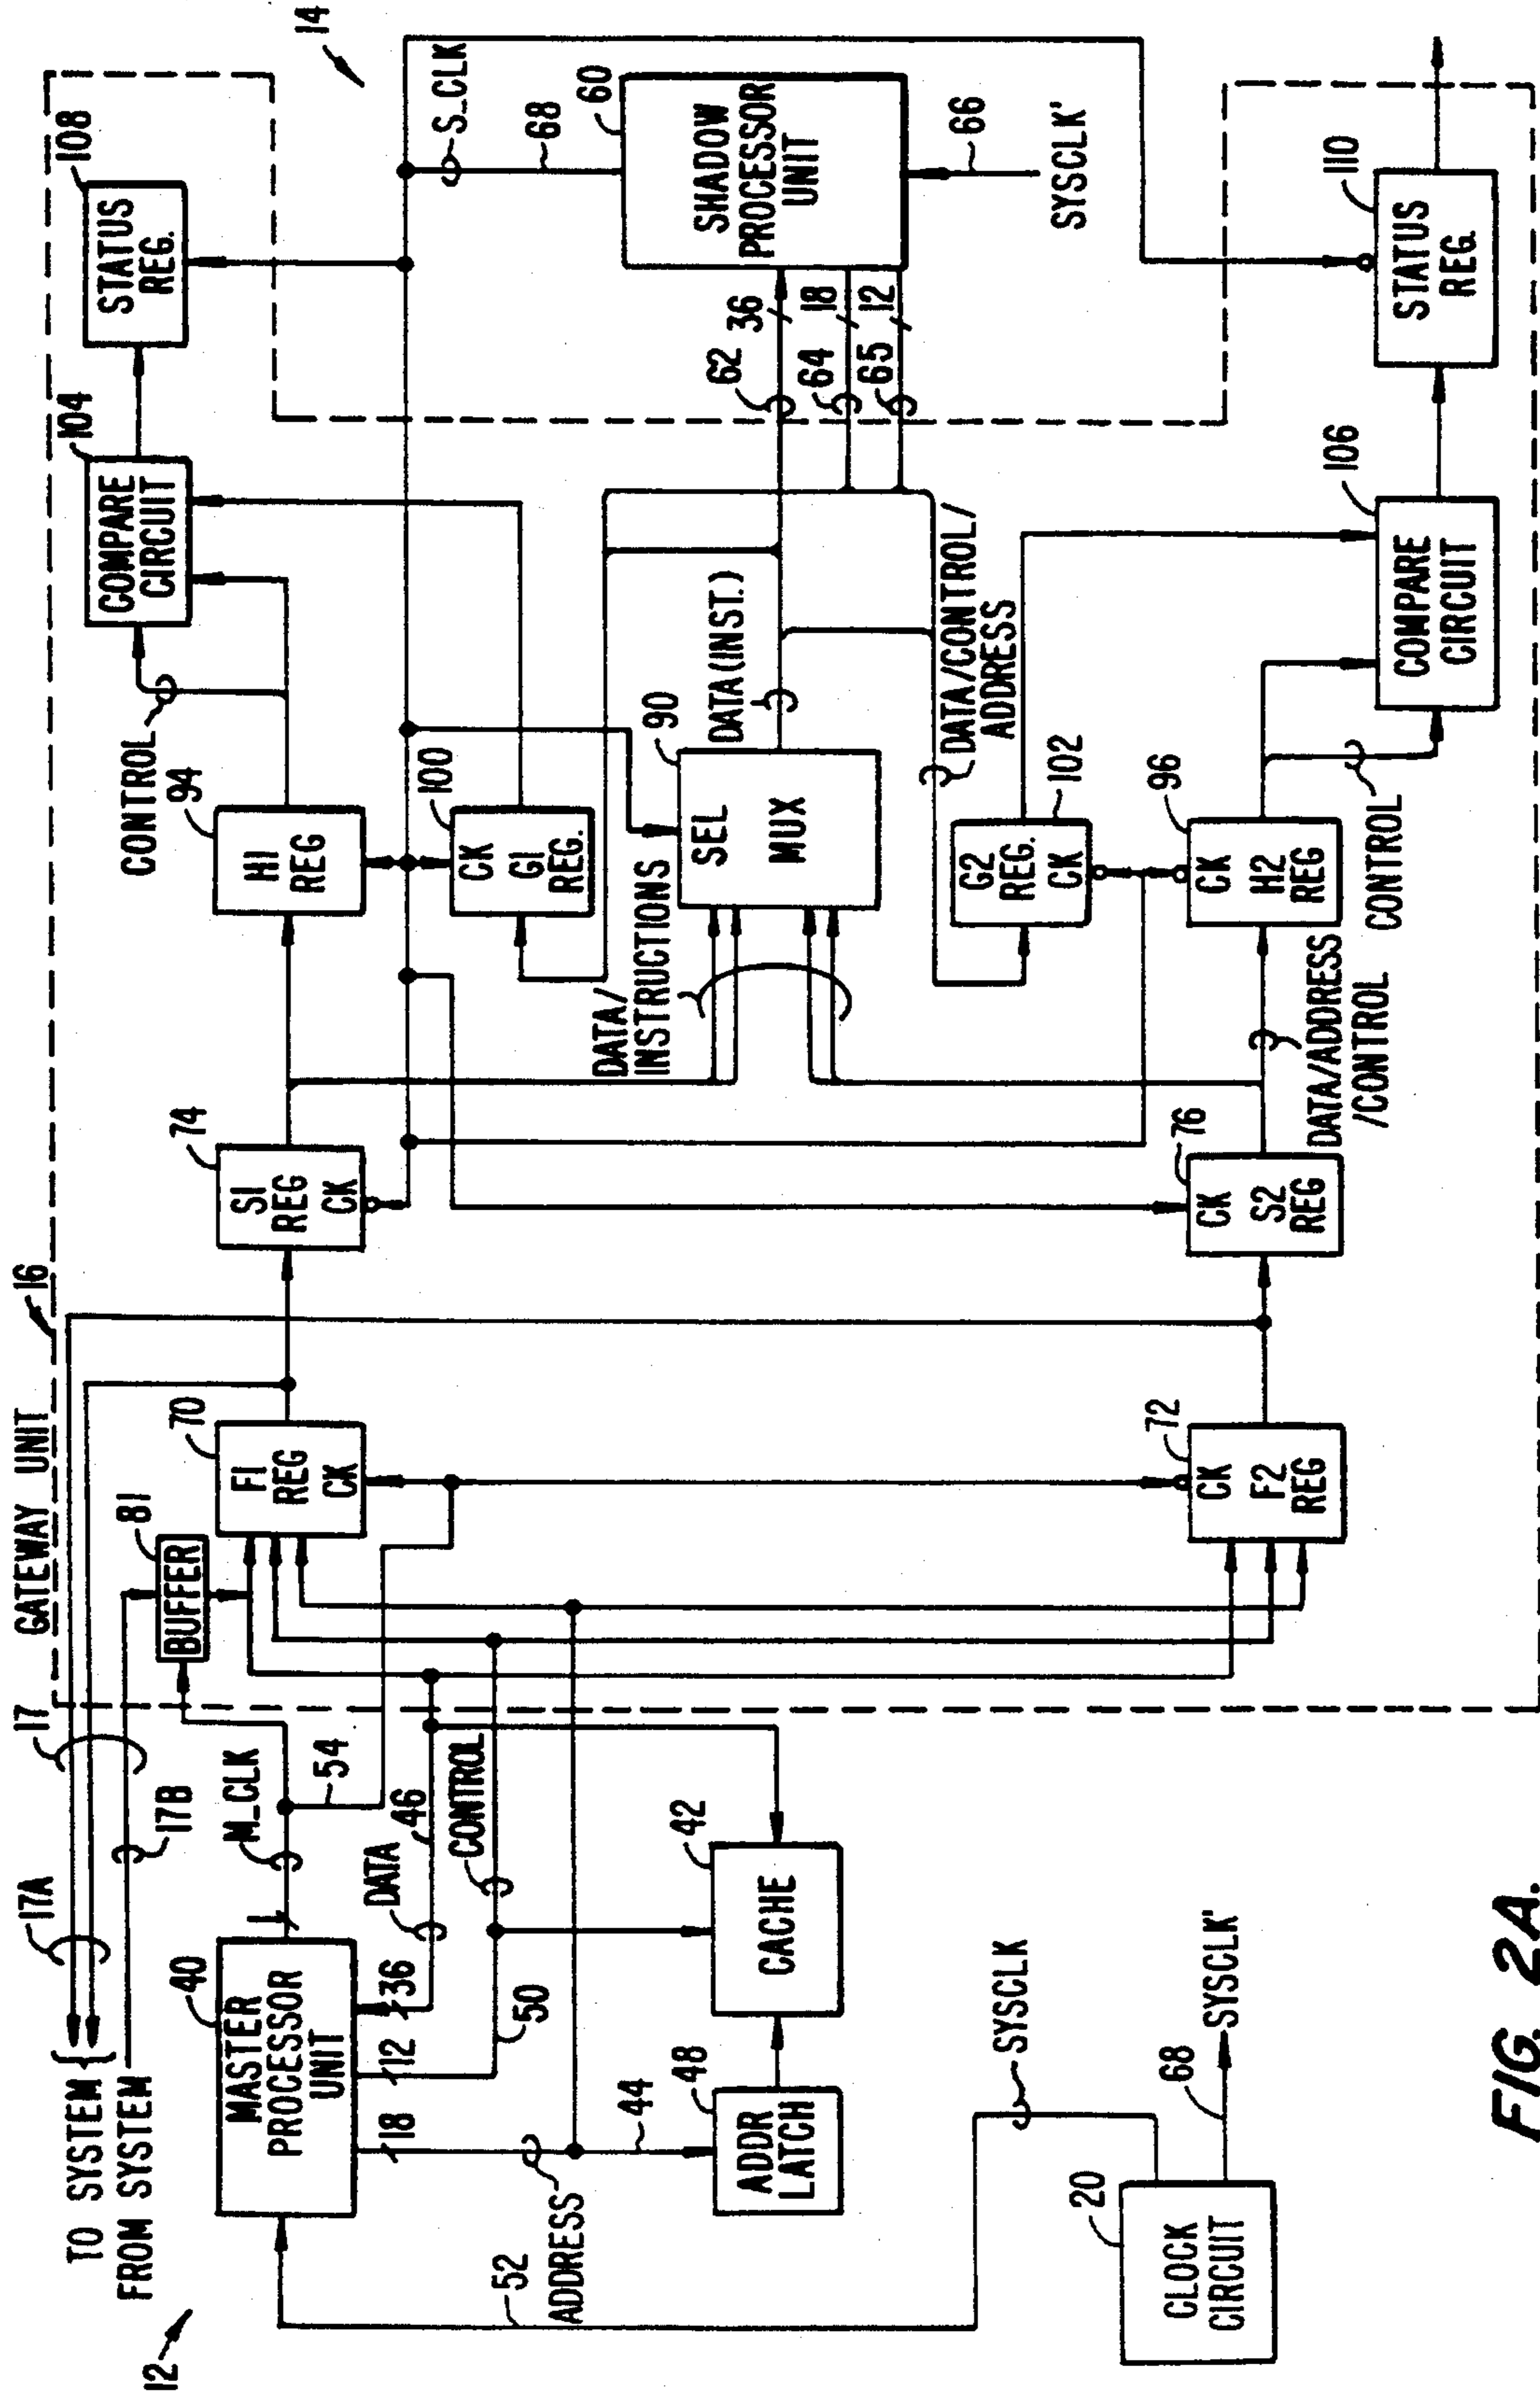 12
TO SYSTEM
FROM SYSTEM
17A
17B
17
GATEWAY UNIT
16
14
MASTER
PROCESSOR
UNIT
40
1
M_CLK
54
BUFFER
81
18
12
36
DATA
46
CONTROL
50
ADDRESS
44
52
ADDR
LATCH
48
CACHE
42
CLOCK
CIRCUIT
20
SYSCLK
68
SYSCLK'
F1
REG
CK
70
CK
F2
REG
72
S1
REG
CK
74
CK
S2
REG
76
DATA/ADDRESS
/CONTROL
H1
REG
94
CONTROL
CK
G1
REG.
100
DATA/
INSTRUCTIONS
SEL
MUX
90
DATA (INST.)
DATA/CONTROL/
ADDRESS
G2
REG.
CK
102
CK
H2
REG
96
CONTROL
COMPARE
CIRCUIT
104
COMPARE
CIRCUIT
106
STATUS
REG.
108
STATUS
REG.
110
62
36
64
18
65
12
SHADOW
PROCESSOR
UNIT
60
68
S_CLK
66
SYSCLK'
FIG. 2A.